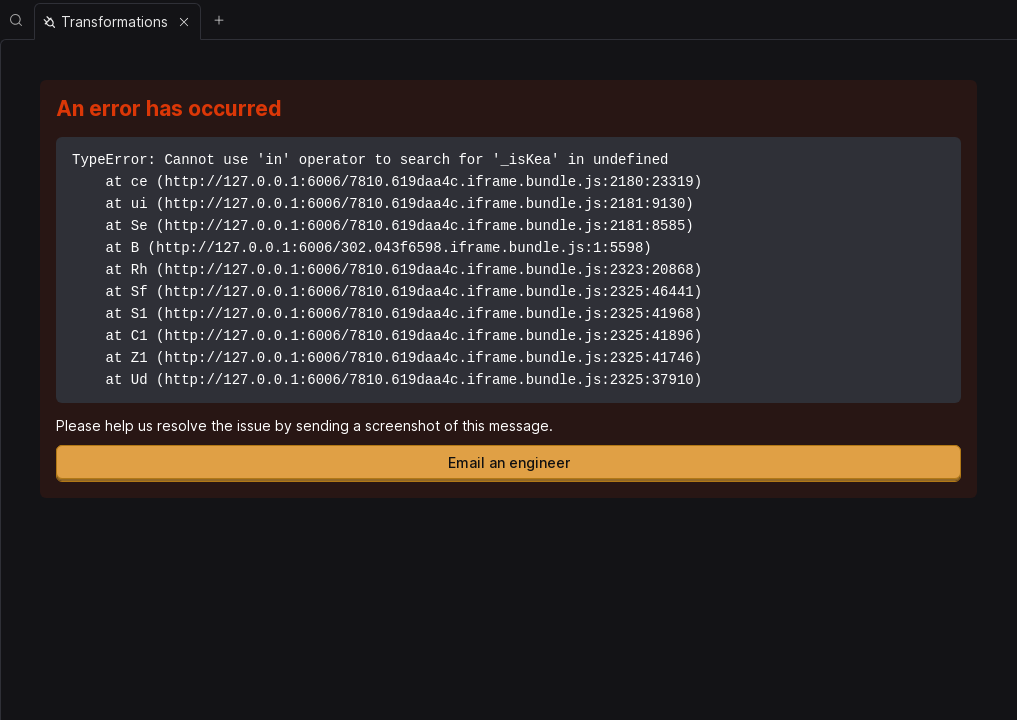 Transformations
An error has occurred
TypeError: Cannot use 'in' operator to search for '_isKea' in undefined
    at ce (http://127.0.0.1:6006/7810.619daa4c.iframe.bundle.js:2180:23319)
    at ui (http://127.0.0.1:6006/7810.619daa4c.iframe.bundle.js:2181:9130)
    at Se (http://127.0.0.1:6006/7810.619daa4c.iframe.bundle.js:2181:8585)
    at B (http://127.0.0.1:6006/302.043f6598.iframe.bundle.js:1:5598)
    at Rh (http://127.0.0.1:6006/7810.619daa4c.iframe.bundle.js:2323:20868)
    at Sf (http://127.0.0.1:6006/7810.619daa4c.iframe.bundle.js:2325:46441)
    at S1 (http://127.0.0.1:6006/7810.619daa4c.iframe.bundle.js:2325:41968)
    at C1 (http://127.0.0.1:6006/7810.619daa4c.iframe.bundle.js:2325:41896)
    at Z1 (http://127.0.0.1:6006/7810.619daa4c.iframe.bundle.js:2325:41746)
    at Ud (http://127.0.0.1:6006/7810.619daa4c.iframe.bundle.js:2325:37910)
Please help us resolve the issue by sending a screenshot of this message.
Email an engineer